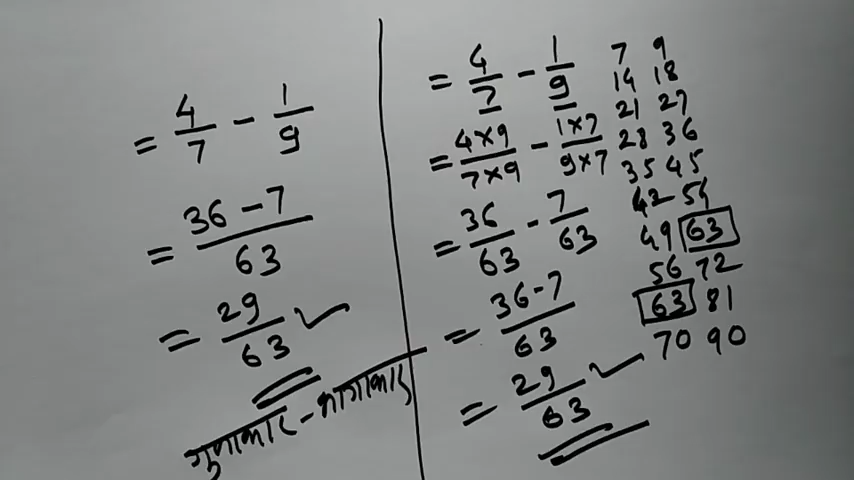 = 4/7 - 1/9
= 36 - 7/63
= 29/63 ✓
गुणाकार - भागाकार
= 4/7 - 1/9
= 4×9/7×9 - 1×7/9×7
= 36/63 - 7/63
= 36-7/63
= 29/63 ✓
7 9
14 18
21 27
28 36
35 45
42 54
49 63
56 72
63 81
70 90